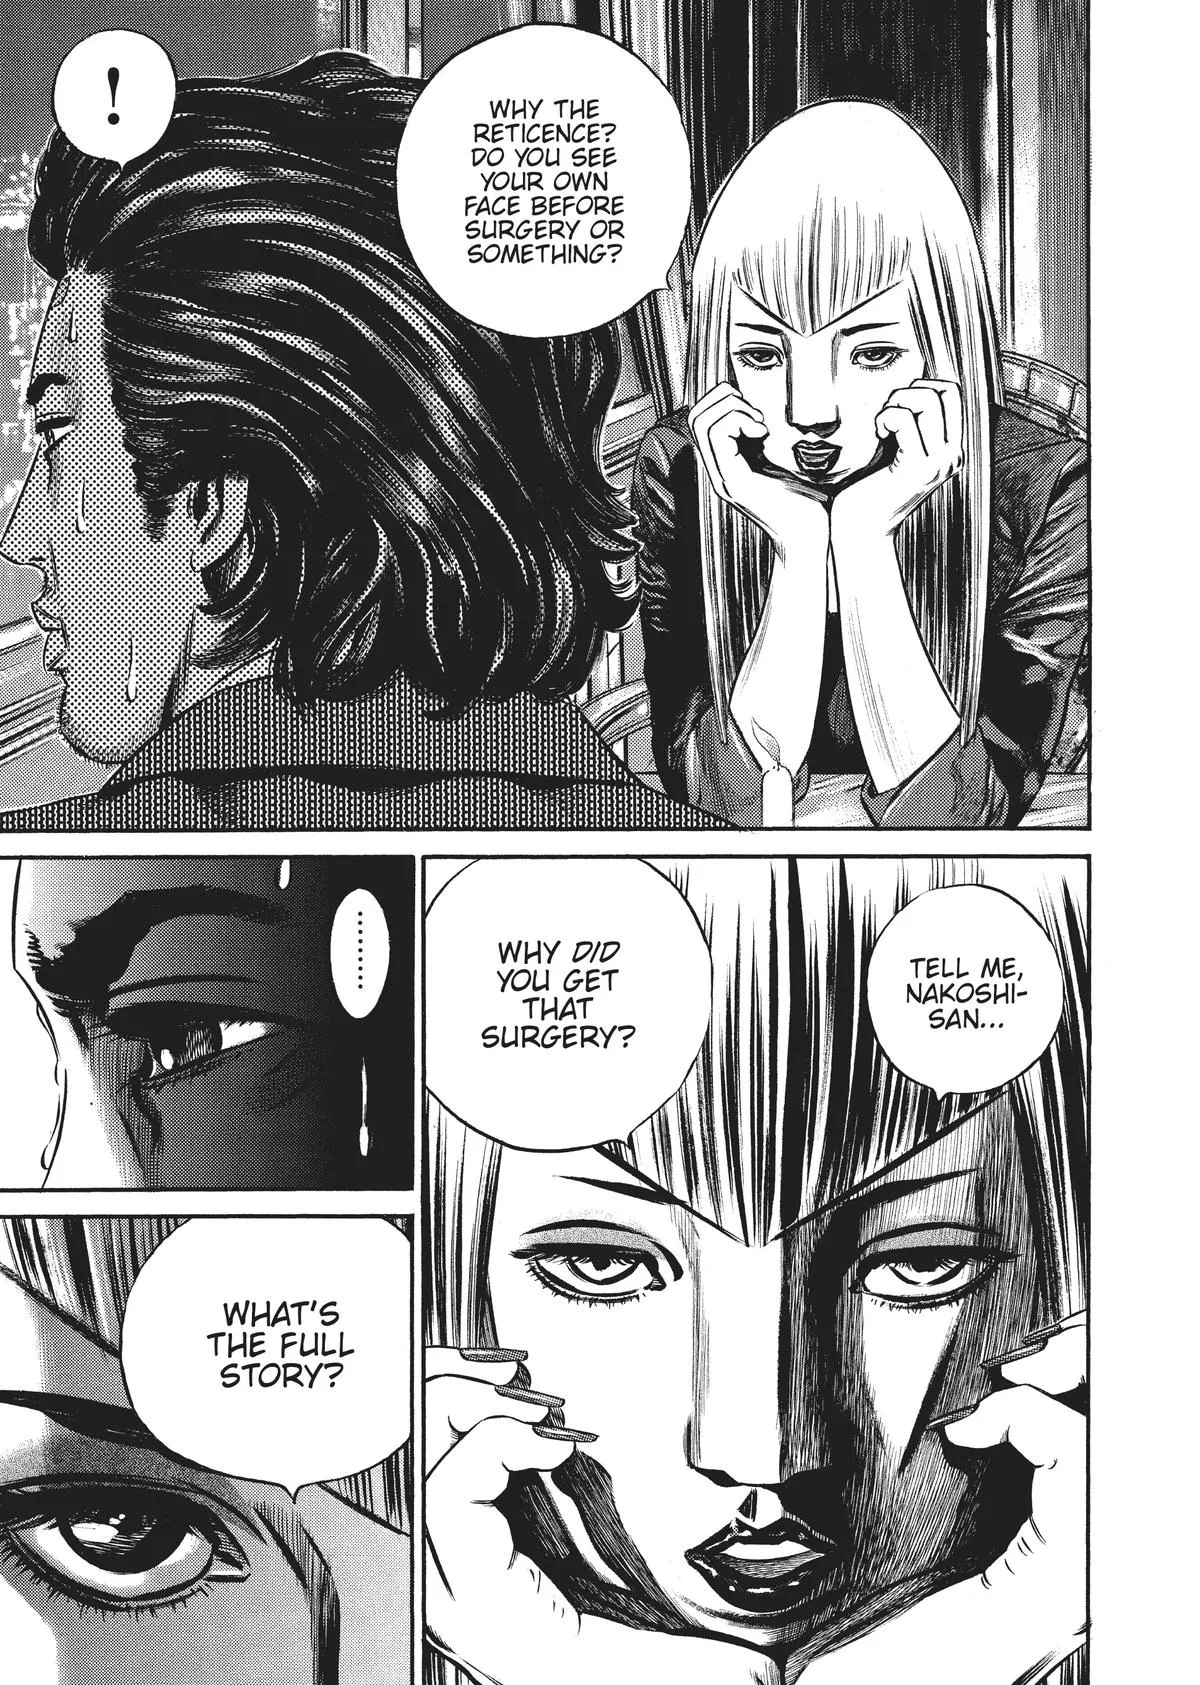 WHY THE
RETICENCE?
DO YOU SEE
YOUR OWN
FACE BEFORE
SURGERY OR
SOMETHING?
!
TELL ME,
NAKOSHI-
SAN...
WHY DID
YOU GET
THAT
SURGERY?
........
WHAT'S
THE FULL
STORY?